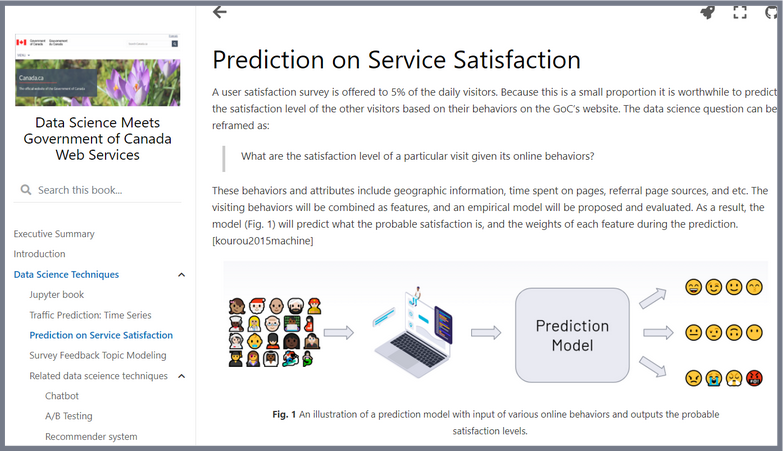 Government of Canada
Gouvernement du Canada
MENU
Canada.ca
The official website of the Government of Canada
Data Science Meets
Government of Canada
Web Services
Search this book...
Executive Summary
Introduction
Data Science Techniques
Jupyter book
Traffic Prediction: Time Series
Prediction on Service Satisfaction
Survey Feedback Topic Modeling
Related data sceience techniques
Chatbot
A/B Testing
Recommender system
Prediction on Service Satisfaction
A user satisfaction survey is offered to 5% of the daily visitors. Because this is a small proportion it is worthwhile to predict
the satisfaction level of the other visitors based on their behaviors on the GoC's website. The data science question can be
reframed as:
What are the satisfaction level of a particular visit given its online behaviors?
These behaviors and attributes include geographic information, time spent on pages, referral page sources, and etc. The
visiting behaviors will be combined as features, and an empirical model will be proposed and evaluated. As a result, the
model (Fig. 1) will predict what the probable satisfaction is, and the weights of each feature during the prediction.
[kourou2015machine]
Prediction
Model
Fig. 1 An illustration of a prediction model with input of various online behaviors and outputs the probable
satisfaction levels.